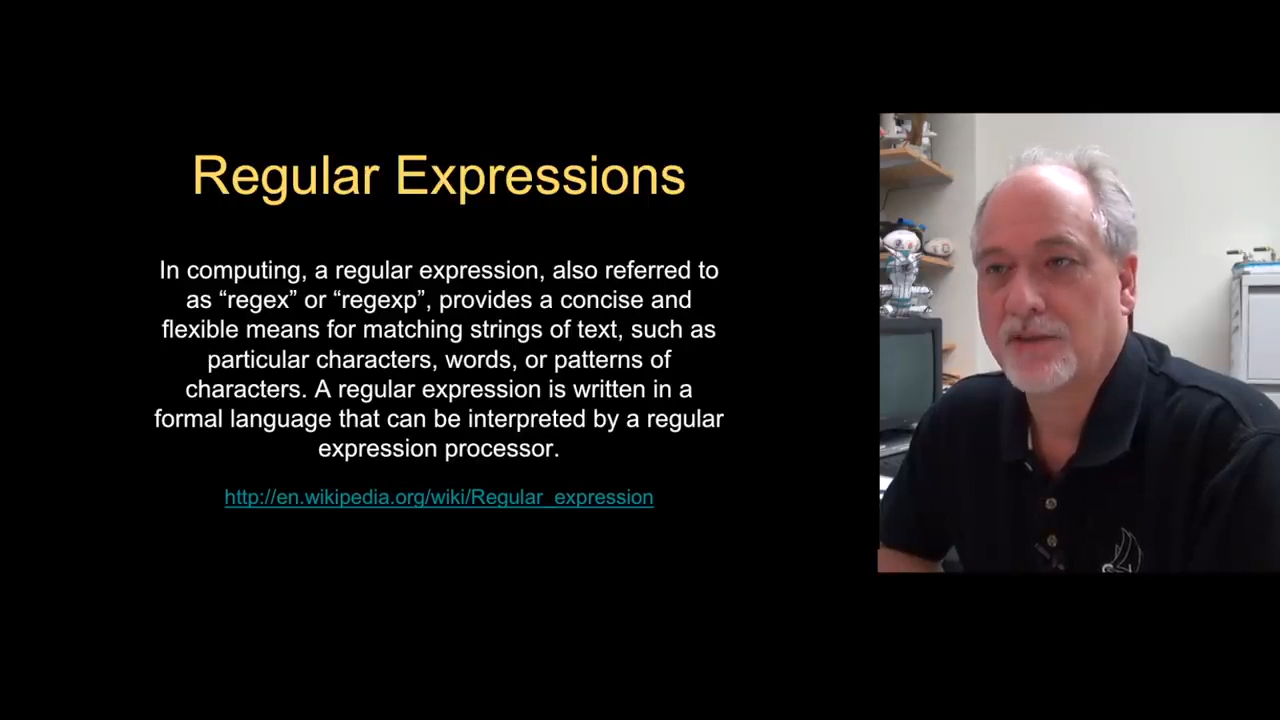 Regular Expressions
In computing, a regular expression, also referred to
as “regex” or “regexp”, provides a concise and
flexible means for matching strings of text, such as
particular characters, words, or patterns of
characters. A regular expression is written in a
formal language that can be interpreted by a regular
expression processor.
http://en.wikipedia.org/wiki/Regular_expression